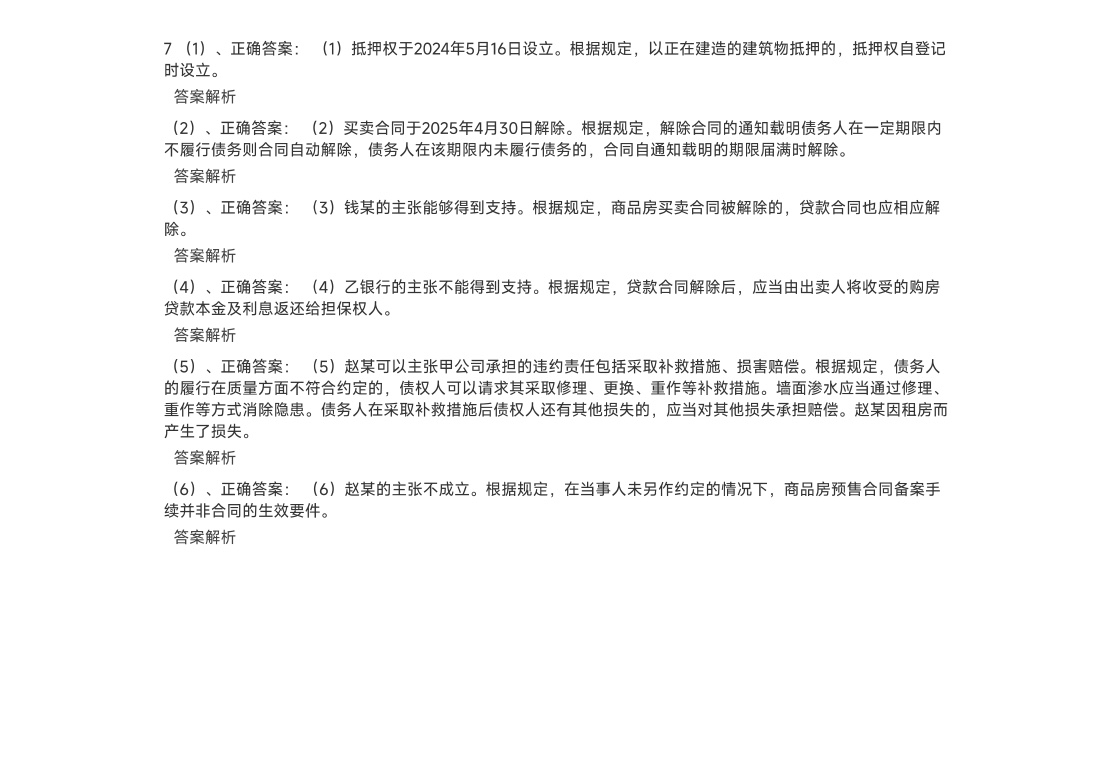 7 （1）、正确答案： （1）抵押权于2024年5月16日设立。根据规定，以正在建造的建筑物抵押的，抵押权自登记
时设立。
答案解析
（2）、正确答案： （2）买卖合同于2025年4月30日解除。根据规定，解除合同的通知载明债务人在一定期限内
不履行债务则合同自动解除，债务人在该期限内未履行债务的，合同自通知载明的期限届满时解除。
答案解析
（3）、正确答案： （3）钱某的主张能够得到支持。根据规定，商品房买卖合同被解除的，贷款合同也应相应解
除。
答案解析
（4）、正确答案： （4）乙银行的主张不能得到支持。根据规定，贷款合同解除后，应当由出卖人将收受的购房
贷款本金及利息返还给担保权人。
答案解析
（5）、正确答案： （5）赵某可以主张甲公司承担的违约责任包括采取补救措施、损害赔偿。根据规定，债务人
的履行在质量方面不符合约定的，债权人可以请求其采取修理、更换、重作等补救措施。墙面渗水应当通过修理、
重作等方式消除隐患。债务人在采取补救措施后债权人还有其他损失的，应当对其他损失承担赔偿。赵某因租房而
产生了损失。
答案解析
（6）、正确答案： （6）赵某的主张不成立。根据规定，在当事人未另作约定的情况下，商品房预售合同备案手
续并非合同的生效要件。
答案解析